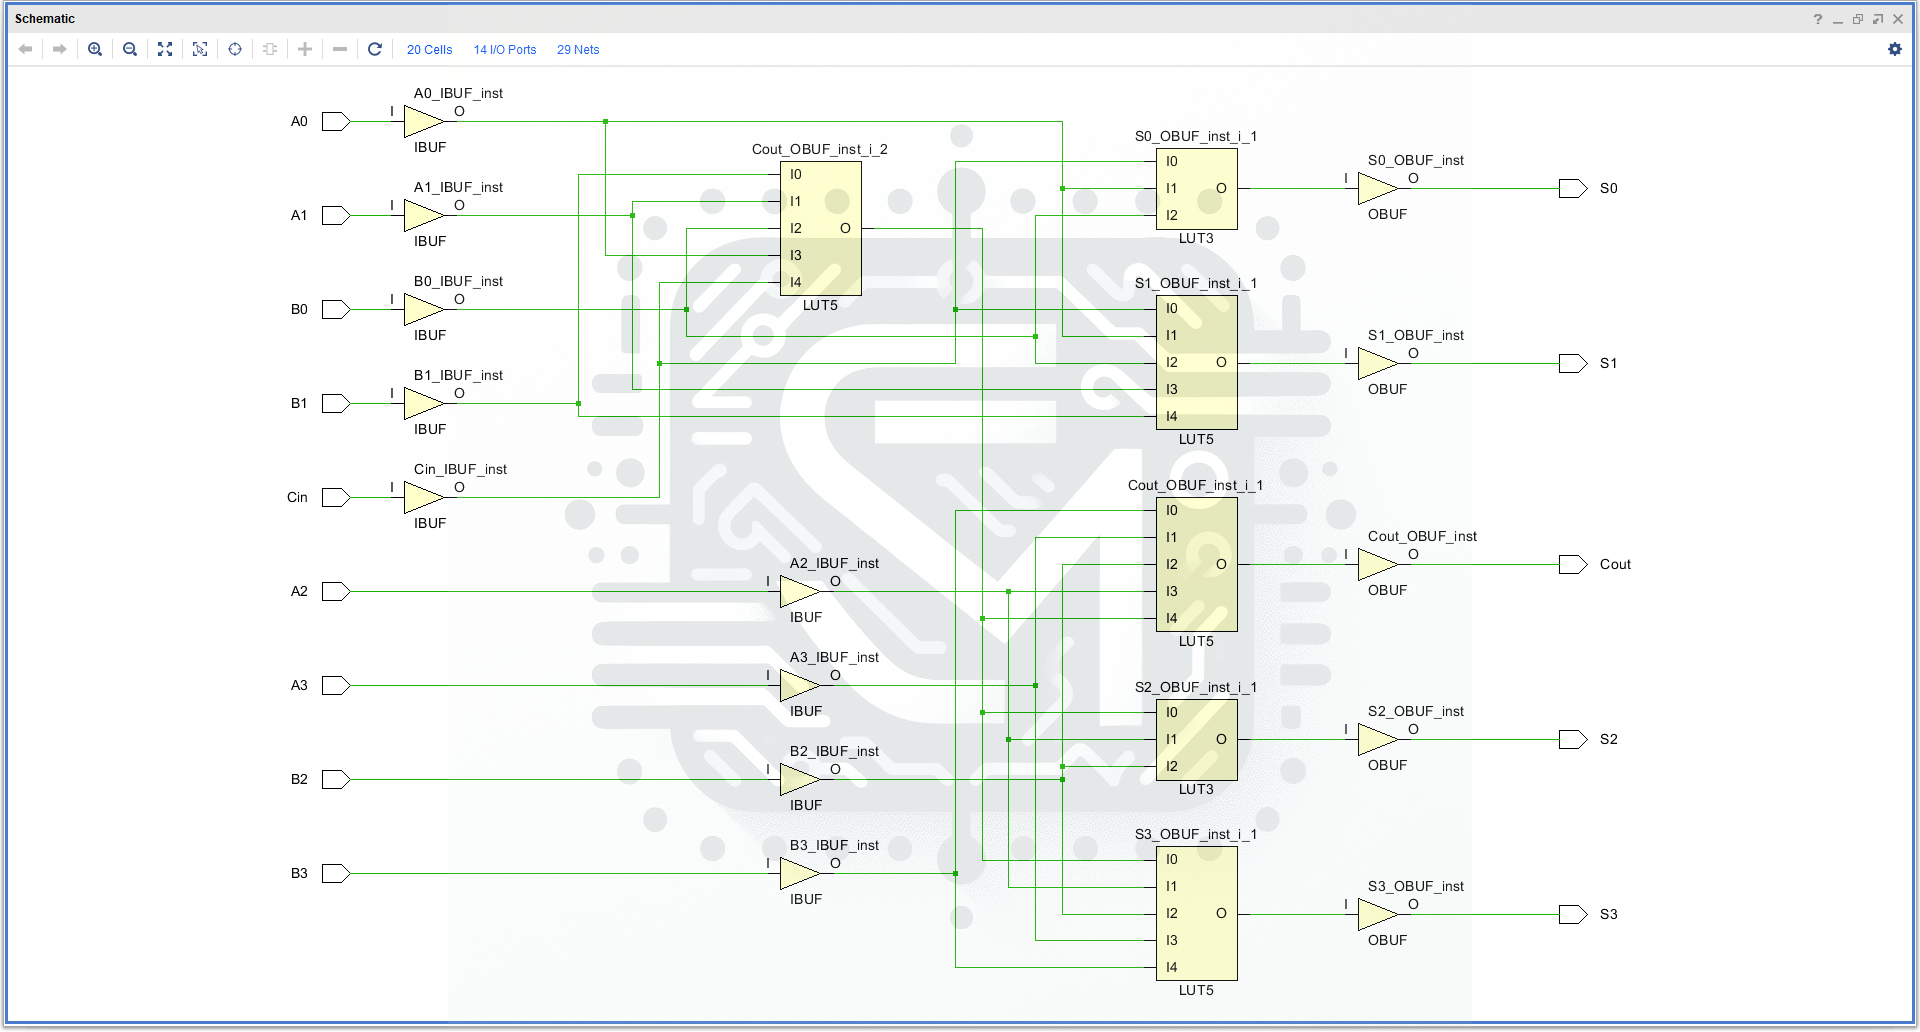 Schematic
20 Cells 14 I/O Ports 29 Nets
A0 I A0_IBUF_inst O IBUF
A1 I A1_IBUF_inst O IBUF
B0 I B0_IBUF_inst O IBUF
B1 I B1_IBUF_inst O IBUF
Cin I Cin_IBUF_inst O IBUF
A2 I A2_IBUF_inst O IBUF
A3 I A3_IBUF_inst O IBUF
B2 I B2_IBUF_inst O IBUF
B3 I B3_IBUF_inst O IBUF
Cout_OBUF_inst_i_2
I0
I1
I2 O
I3
I4
LUT5
S0_OBUF_inst_i_1
I0
I1 O
I2
LUT3
S1_OBUF_inst_i_1
I0
I1
I2 O
I3
I4
LUT5
Cout_OBUF_inst_i_1
I0
I1
I2 O
I3
I4
LUT5
S2_OBUF_inst_i_1
I0
I1 O
I2
LUT3
S3_OBUF_inst_i_1
I0
I1
I2 O
I3
I4
LUT5
S0_OBUF_inst
I O S0
OBUF
S1_OBUF_inst
I O S1
OBUF
Cout_OBUF_inst
I O Cout
OBUF
S2_OBUF_inst
I O S2
OBUF
S3_OBUF_inst
I O S3
OBUF